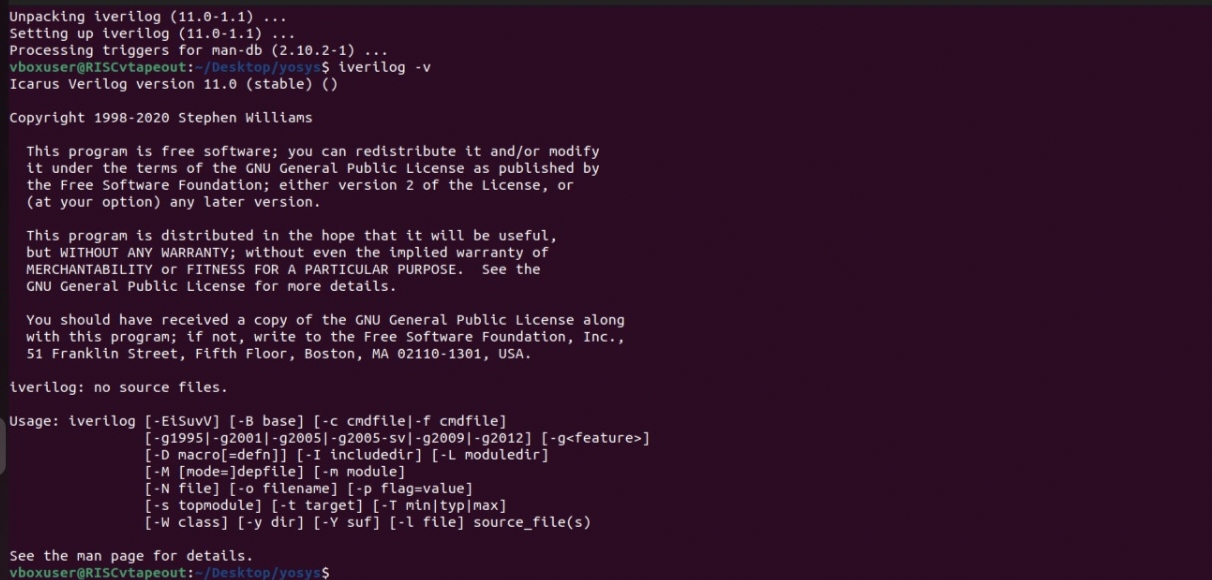 Unpacking iverilog (11.0-1.1) ...
Setting up iverilog (11.0-1.1) ...
Processing triggers for man-db (2.10.2-1) ...
vboxuser@RISCvtapeout:~/Desktop/yosys$ iverilog -v
Icarus Verilog version 11.0 (stable) ()

Copyright 1998-2020 Stephen Williams

  This program is free software; you can redistribute it and/or modify
  it under the terms of the GNU General Public License as published by
  the Free Software Foundation; either version 2 of the License, or
  (at your option) any later version.

  This program is distributed in the hope that it will be useful,
  but WITHOUT ANY WARRANTY; without even the implied warranty of
  MERCHANTABILITY or FITNESS FOR A PARTICULAR PURPOSE.  See the
  GNU General Public License for more details.

  You should have received a copy of the GNU General Public License along
  with this program; if not, write to the Free Software Foundation, Inc.,
  51 Franklin Street, Fifth Floor, Boston, MA 02110-1301, USA.

iverilog: no source files.

Usage: iverilog [-EiSuvV] [-B base] [-c cmdfile|-f cmdfile]
                [-g1995|-g2001|-g2005|-g2005-sv|-g2009|-g2012] [-g<feature>]
                [-D macro[=defn]] [-I includedir] [-L moduledir]
                [-M [mode=]depfile] [-m module]
                [-N file] [-o filename] [-p flag=value]
                [-s topmodule] [-t target] [-T min|typ|max]
                [-W class] [-y dir] [-Y suf] [-l file] source_file(s)

See the man page for details.
vboxuser@RISCvtapeout:~/Desktop/yosys$